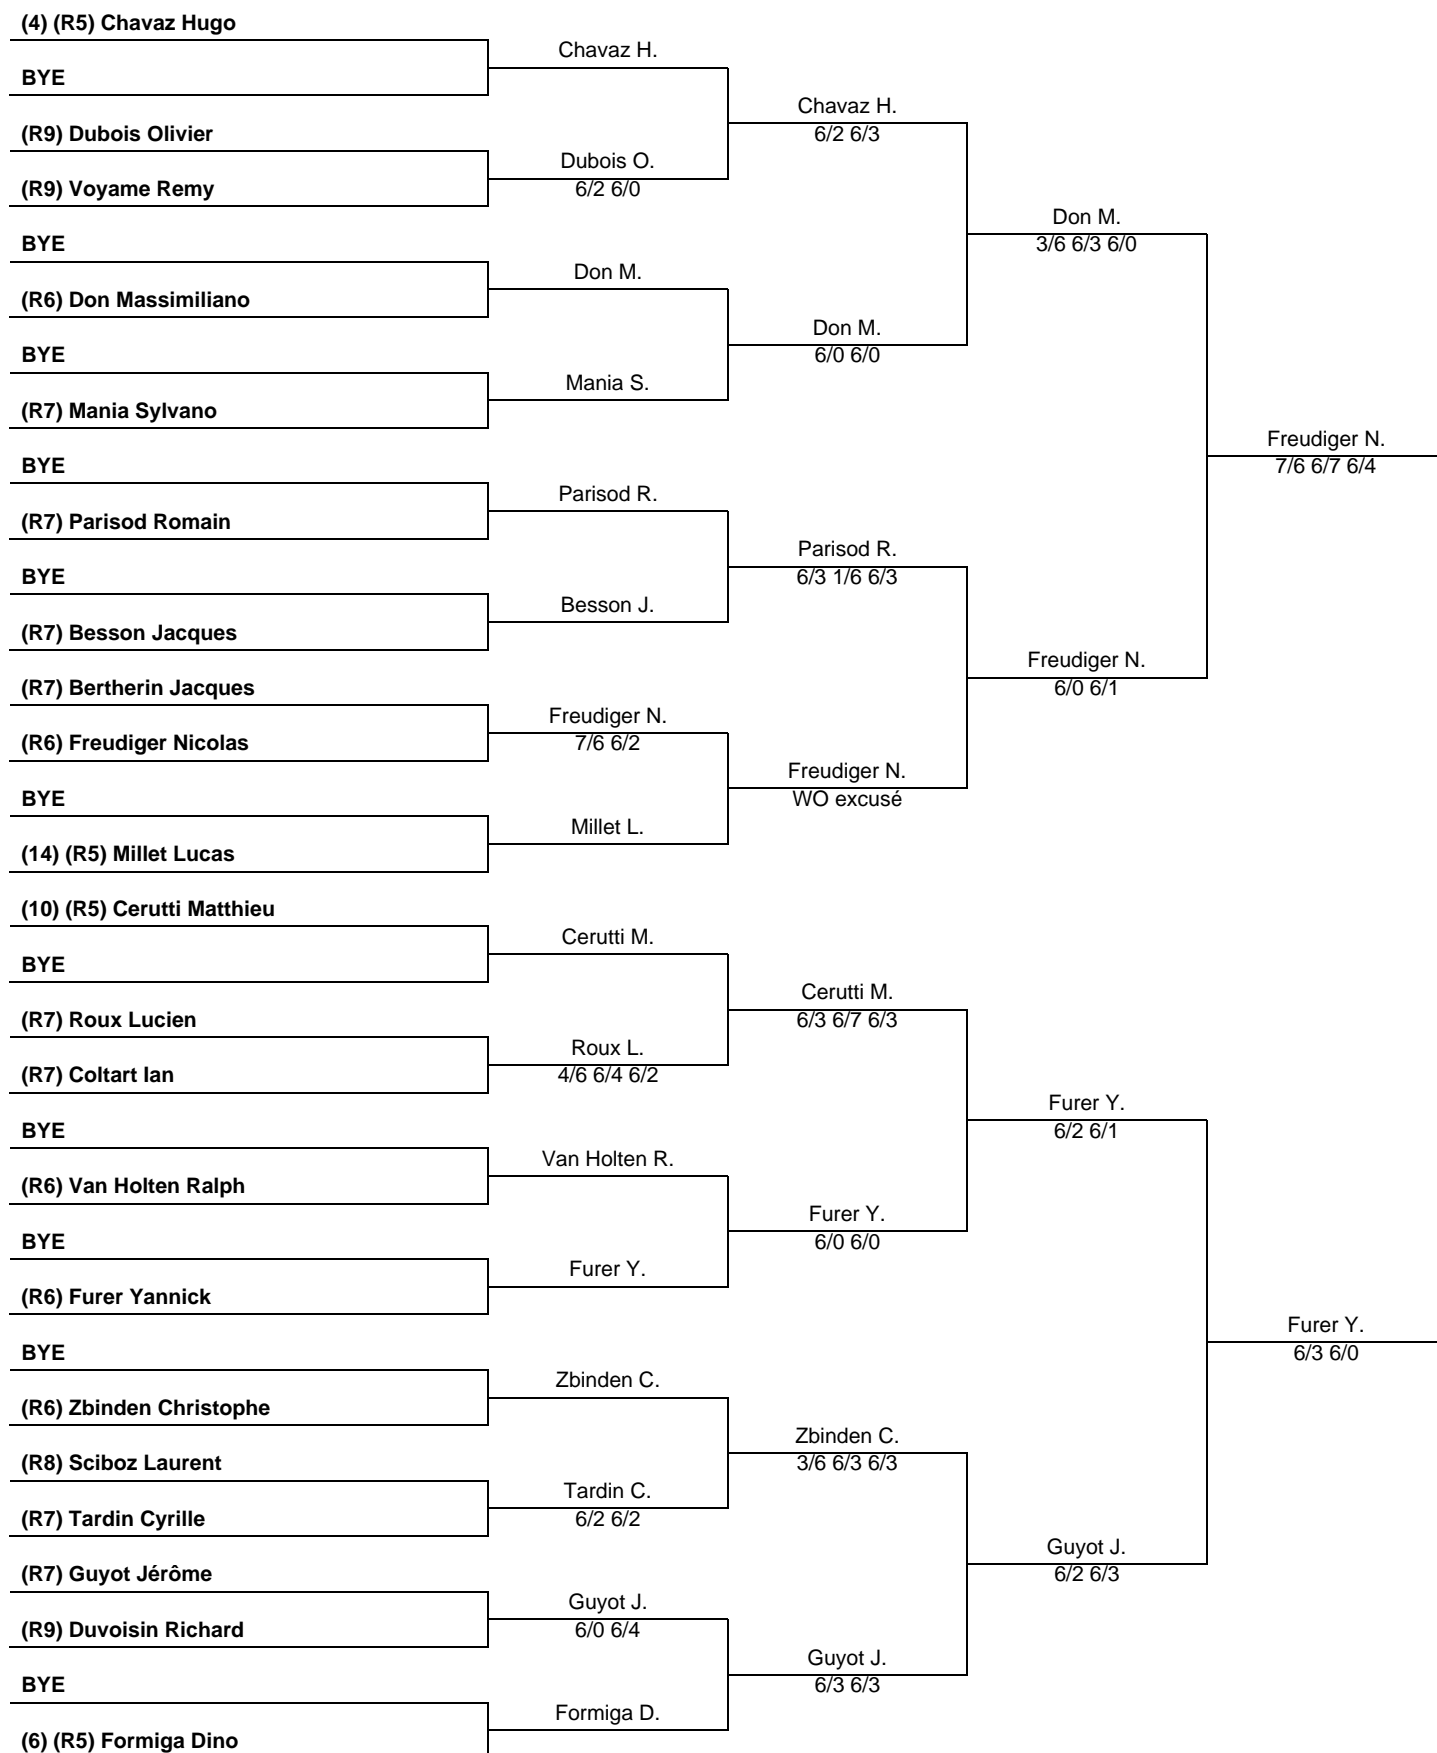 (4) (R5) Chavaz Hugo
Chavaz H.
BYE
Chavaz H.
6/2 6/3
(R9) Dubois Olivier
Dubois O.
6/2 6/0
(R9) Voyame Remy
Don M.
3/6 6/3 6/0
BYE
Don M.
(R6) Don Massimiliano
Don M.
6/0 6/0
BYE
Mania S.
(R7) Mania Sylvano
Freudiger N.
7/6 6/7 6/4
BYE
Parisod R.
(R7) Parisod Romain
Parisod R.
6/3 1/6 6/3
BYE
Besson J.
(R7) Besson Jacques
Freudiger N.
6/0 6/1
(R7) Bertherin Jacques
Freudiger N.
7/6 6/2
(R6) Freudiger Nicolas
Freudiger N.
WO excusé
BYE
Millet L.
(14) (R5) Millet Lucas
(10) (R5) Cerutti Matthieu
Cerutti M.
BYE
Cerutti M.
6/3 6/7 6/3
(R7) Roux Lucien
Roux L.
4/6 6/4 6/2
(R7) Coltart Ian
Furer Y.
6/2 6/1
BYE
Van Holten R.
(R6) Van Holten Ralph
Furer Y.
6/0 6/0
BYE
Furer Y.
(R6) Furer Yannick
Furer Y.
6/3 6/0
BYE
Zbinden C.
(R6) Zbinden Christophe
Zbinden C.
3/6 6/3 6/3
(R8) Sciboz Laurent
Tardin C.
6/2 6/2
(R7) Tardin Cyrille
Guyot J.
6/2 6/3
(R7) Guyot Jérôme
Guyot J.
6/0 6/4
(R9) Duvoisin Richard
Guyot J.
6/3 6/3
BYE
Formiga D.
(6) (R5) Formiga Dino